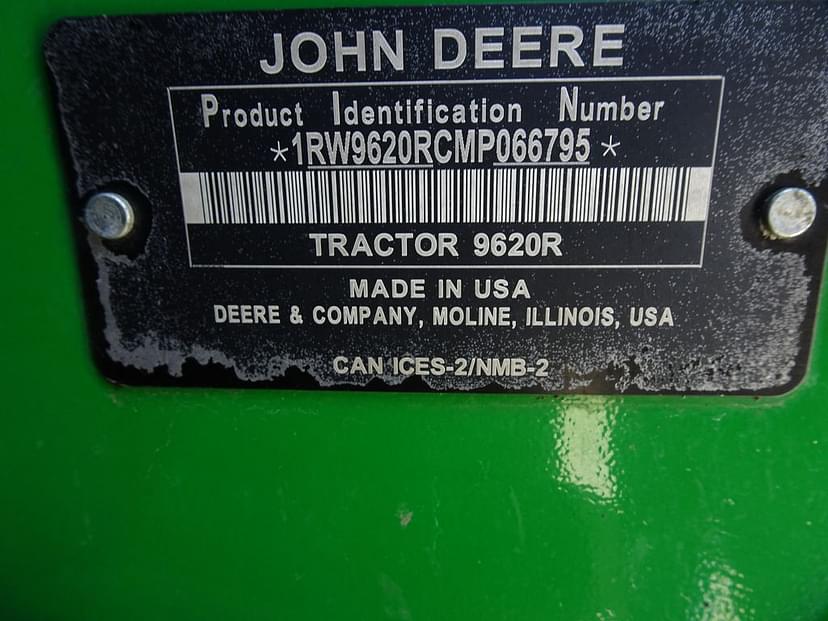 JOHN DEERE
Product Identification Number
*1RW9620RCMP066795*
TRACTOR 9620R
MADE IN USA
DEERE & COMPANY, MOLINE, ILLINOIS, USA
CAN ICES-2/NMB-2